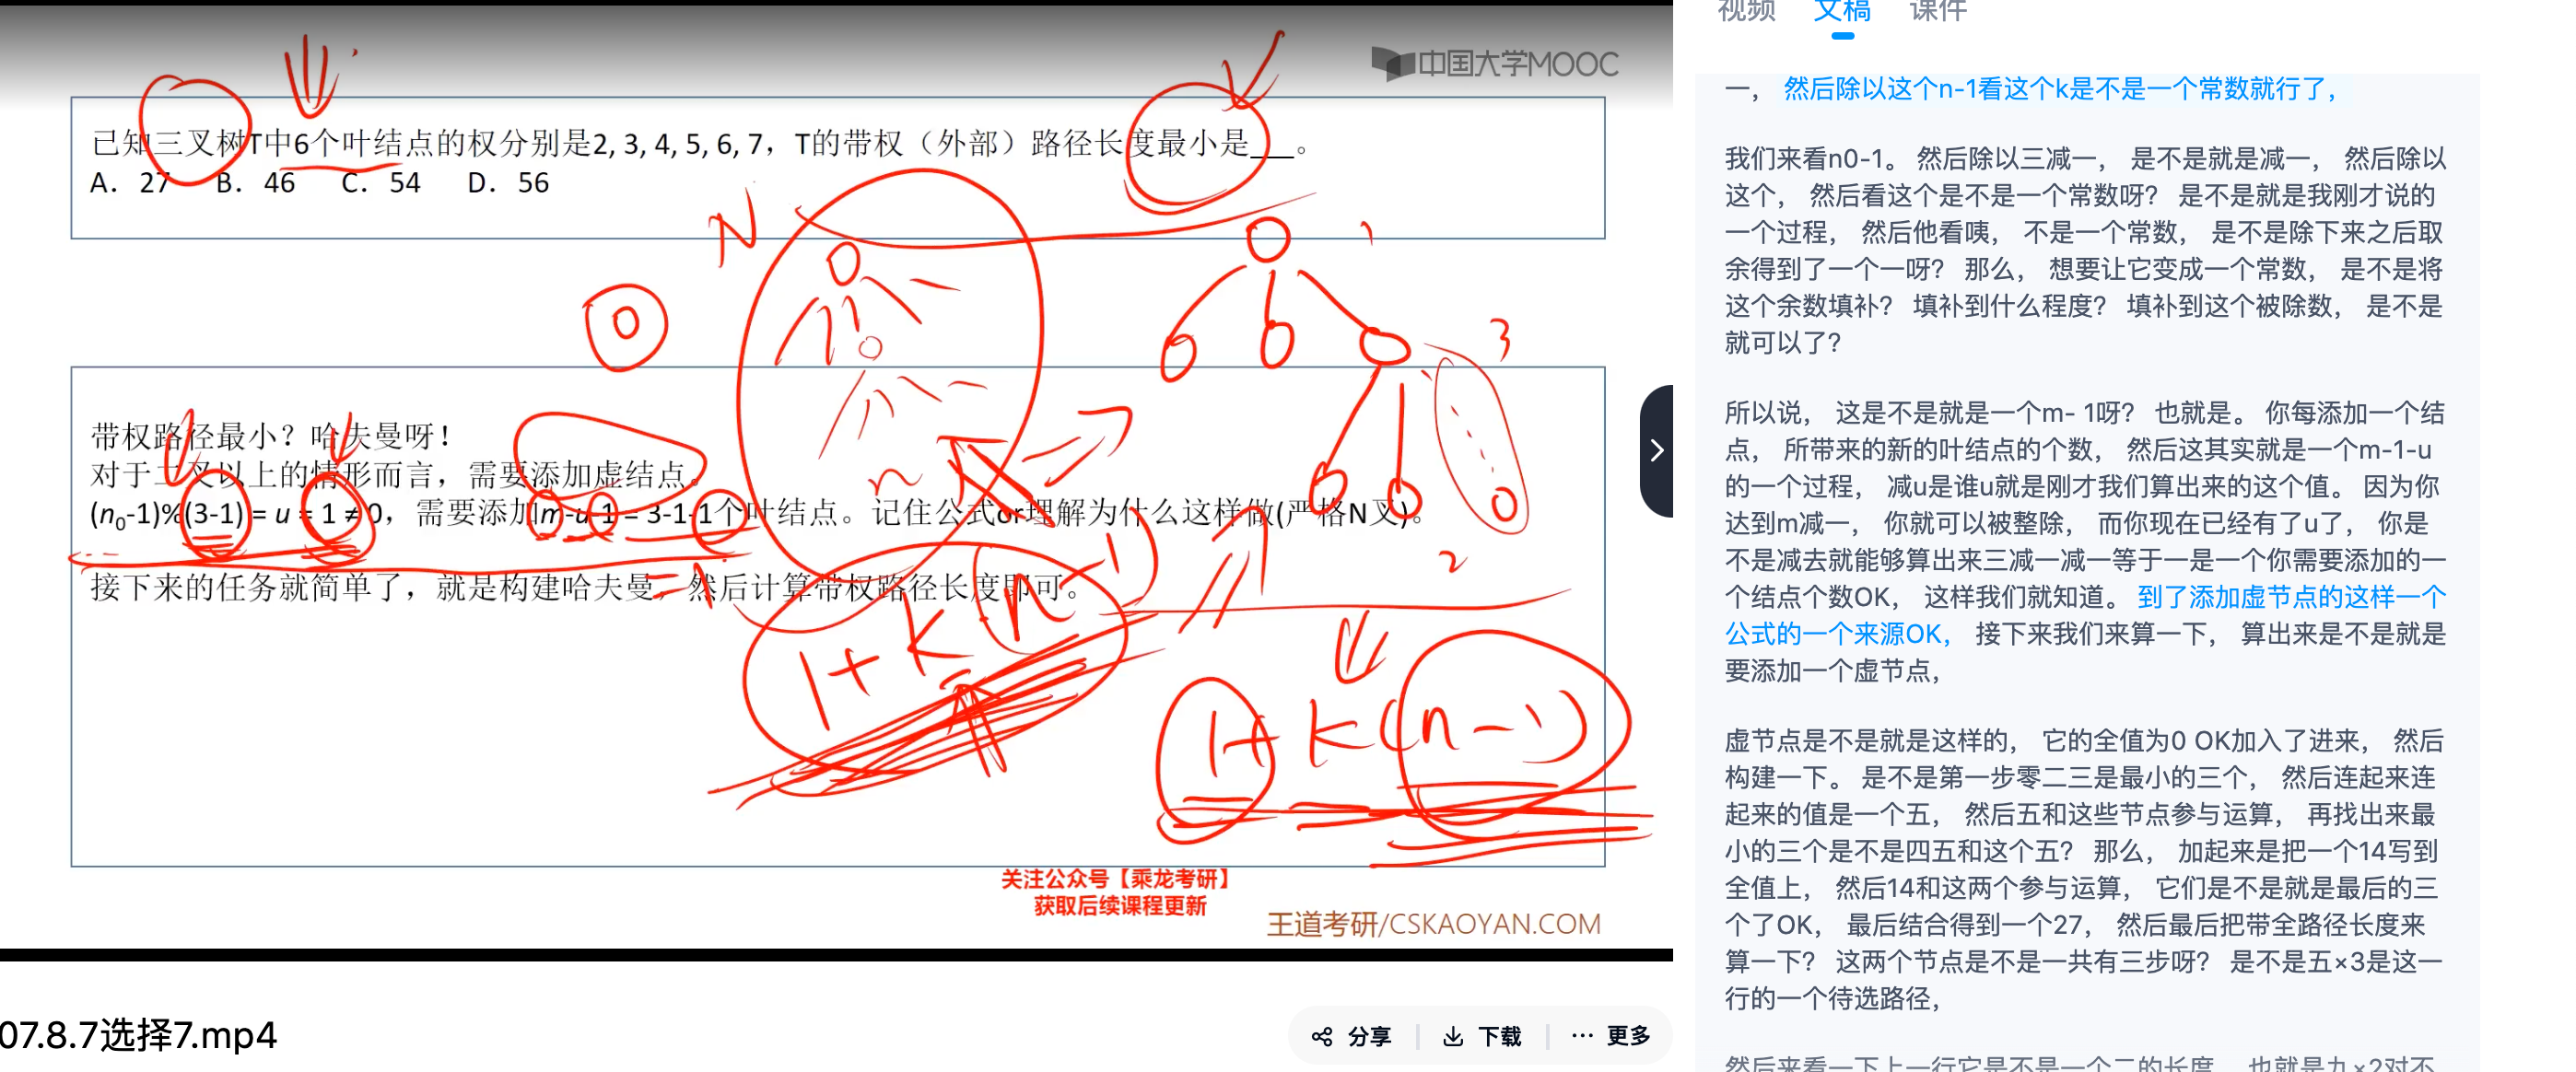 中国大学MOOC
已知三叉树T中6个叶结点的权分别是2, 3, 4, 5, 6, 7，T的带权（外部）路径长度最小是___。
A. 27 B. 46 C. 54 D. 56
N
1
3
带权路径最小？哈夫曼呀！
对于二叉以上的情形而言，需要添加虚结点。
n
(n0-1)%(3-1) = u = 1 ≠ 0， 需要添加m-u-1 = 3-1-1个叶结点。记住公式or理解为什么这样做(严格N叉)。
2
接下来的任务就简单了，就是构建哈夫曼，然后计算带权路径长度即可。
=1
1+k(n-1)
1+k(n-1)
关注公众号【乘龙考研】
获取后续课程更新
王道考研/CSKAOYAN.COM
07.8.7选择7.mp4
分享
下载
更多
视频 文稿 课件
一， 然后除以这个n-1看这个k是不是一个常数就行了，
我们来看n0-1。 然后除以三减一， 是不是就是减一， 然后除以
这个， 然后看这个是不是一个常数呀？ 是不是就是我刚才说的
一个过程， 然后他看咦， 不是一个常数， 是不是除下来之后取
余得到了一个一呀？ 那么， 想要让它变成一个常数， 是不是将
这个余数填补？ 填补到什么程度？ 填补到这个被除数， 是不是
就可以了？
所以说， 这是不是就是一个m- 1呀？ 也就是。 你每添加一个结
点， 所带来的新的叶结点的个数， 然后这其实就是一个m-1-u
的一个过程， 减u是谁u就是刚才我们算出来的这个值。 因为你
达到m减一， 你就可以被整除， 而你现在已经有了u了， 你是
不是减去就能够算出来三减一减一等于一是一个你需要添加的一
个结点个数OK， 这样我们就知道。 到了添加虚节点的这样一个
公式的一个来源OK， 接下来我们来算一下， 算出来是不是就是
要添加一个虚节点，
虚节点是不是就是这样的， 它的全值为0 OK加入了进来， 然后
构建一下。 是不是第一步零二三是最小的三个， 然后连起来连
起来的值是一个五， 然后五和这些节点参与运算， 再找出来最
小的三个是不是四五和这个五？ 那么， 加起来是把一个14写到
全值上， 然后14和这两个参与运算， 它们是不是就是最后的三
个了OK， 最后结合得到一个27， 然后最后把带全路径长度来
算一下？ 这两个节点是不是一共有三步呀？ 是不是五×3是这一
行的一个待选路径，
然后来看一下上一行它是不是一个二的长度， 也就是九×2对不